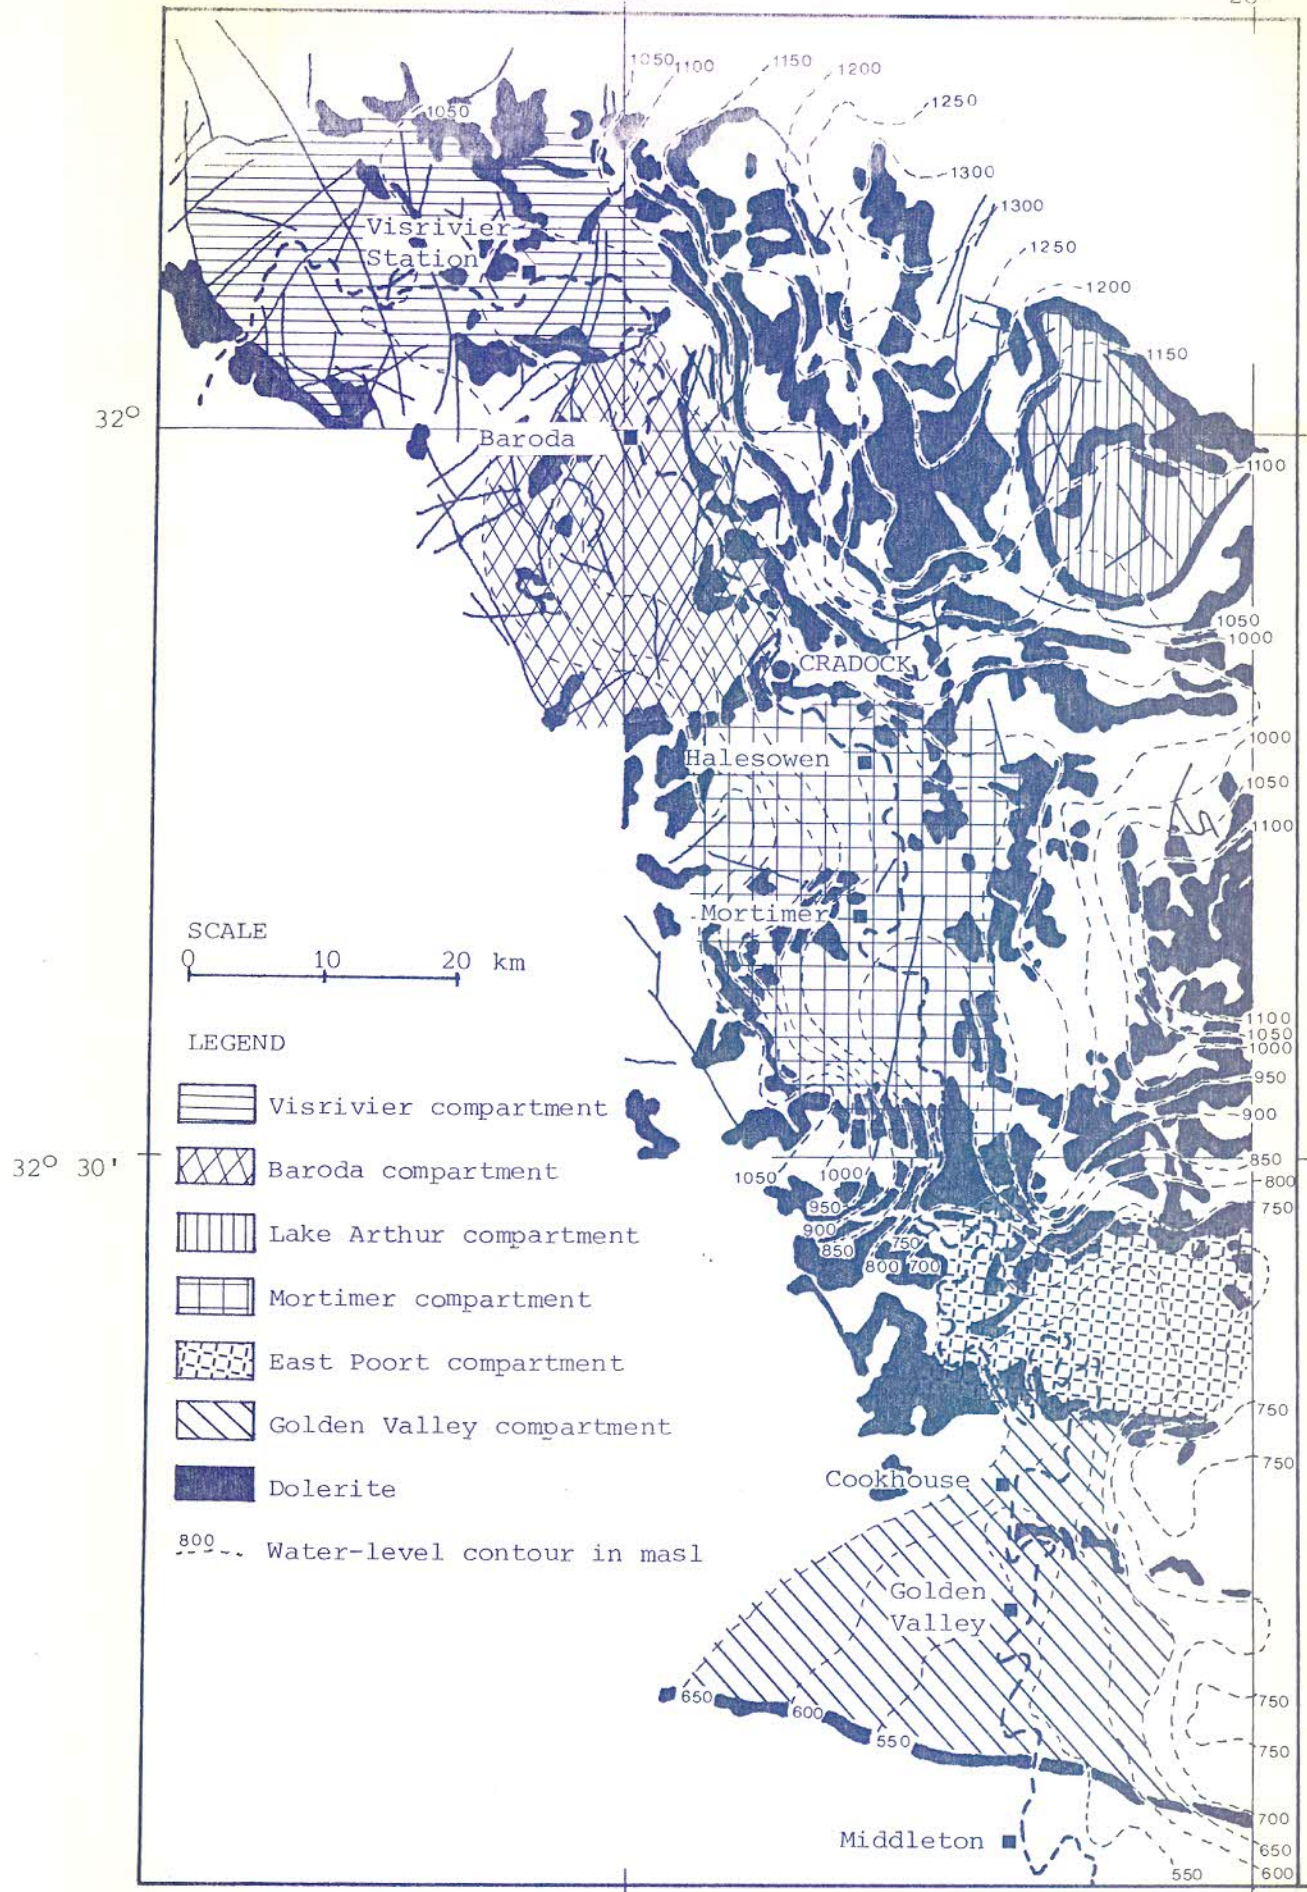 1050
1100
1150
1200
1050
1250
1300
1300
Visrivier
Station
1250
1200
1150
32°
Baroda
1100
1050
1000
CRADOCK
1000
Halesowen
1050
1100
Mortimer
SCALE
0 10 20 km
1100
1050
1000
LEGEND
950
Visrivier compartment
900
32° 30'
850
Baroda compartment
1050
1000
800
950
750
900
750
850
800
700
Lake Arthur compartment
Mortimer compartment
East Poort compartment
750
Golden Valley compartment
750
Cookhouse
Dolerite
800
Water-level contour in masl
Golden
Valley
650
600
750
550
750
700
Middleton
650
550
600